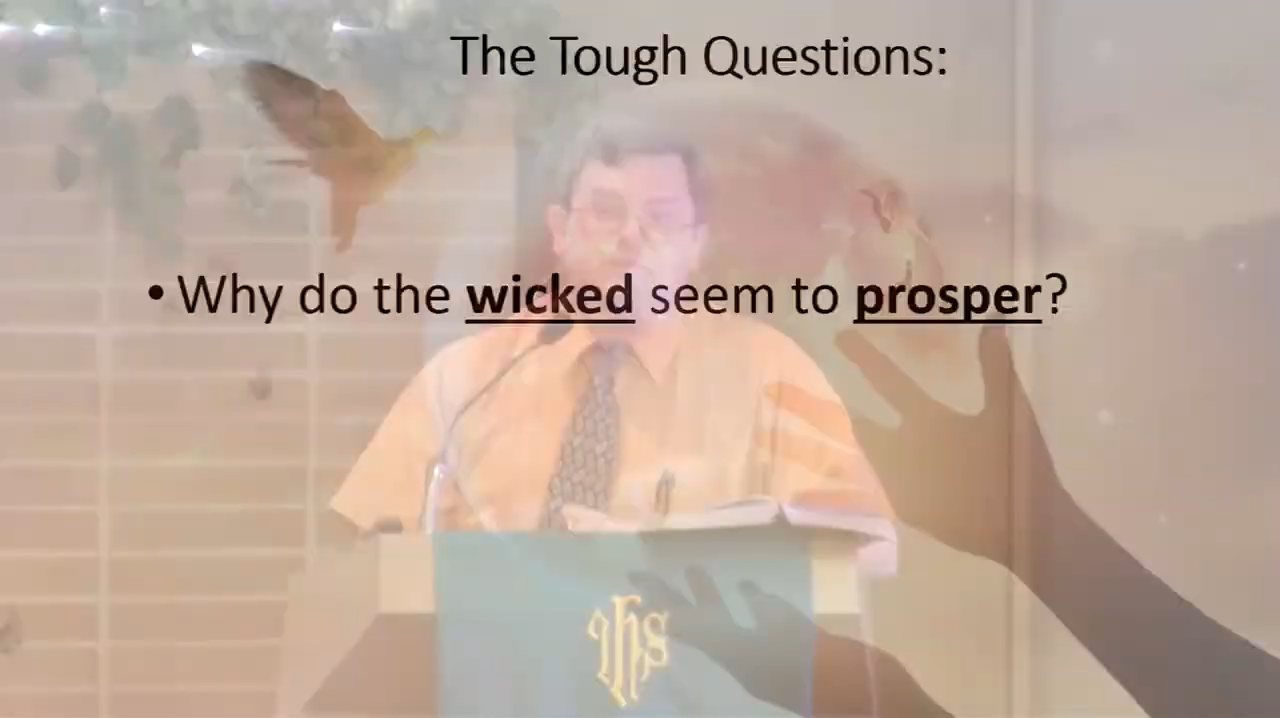 The Tough Questions:
• Why do the wicked seem to prosper?
IHS